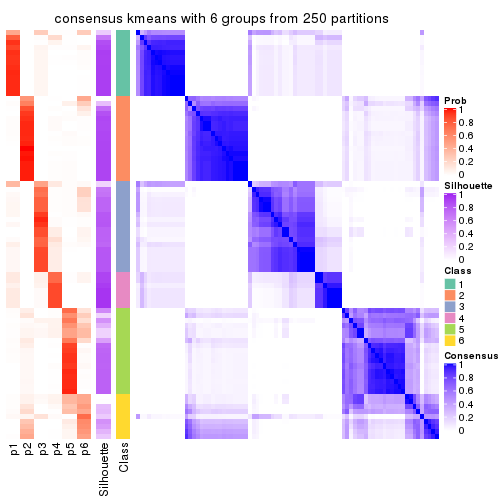 consensus kmeans with 6 groups from 250 partitions
Prob
1
0.8
0.6
0.4
0.2
0
Silhouette
1
0.8
0.6
0.4
0.2
0
Class
1
2
3
4
5
6
Consensus
1
0.8
0.6
0.4
0.2
0
p1
p2
p3
p4
p5
p6
Silhouette
Class